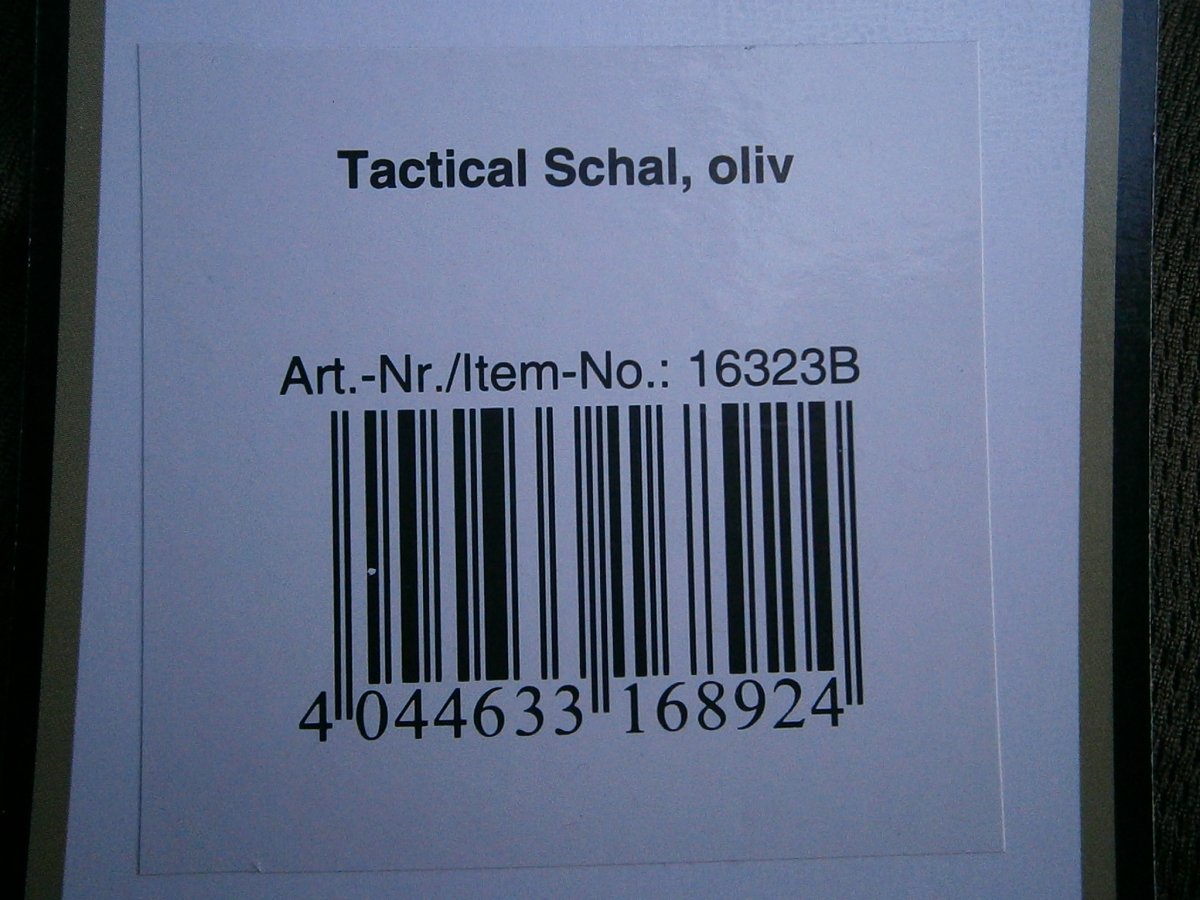 Tactical Schal, oliv
Art.-Nr./Item-No.: 16323B
4 044633 168924